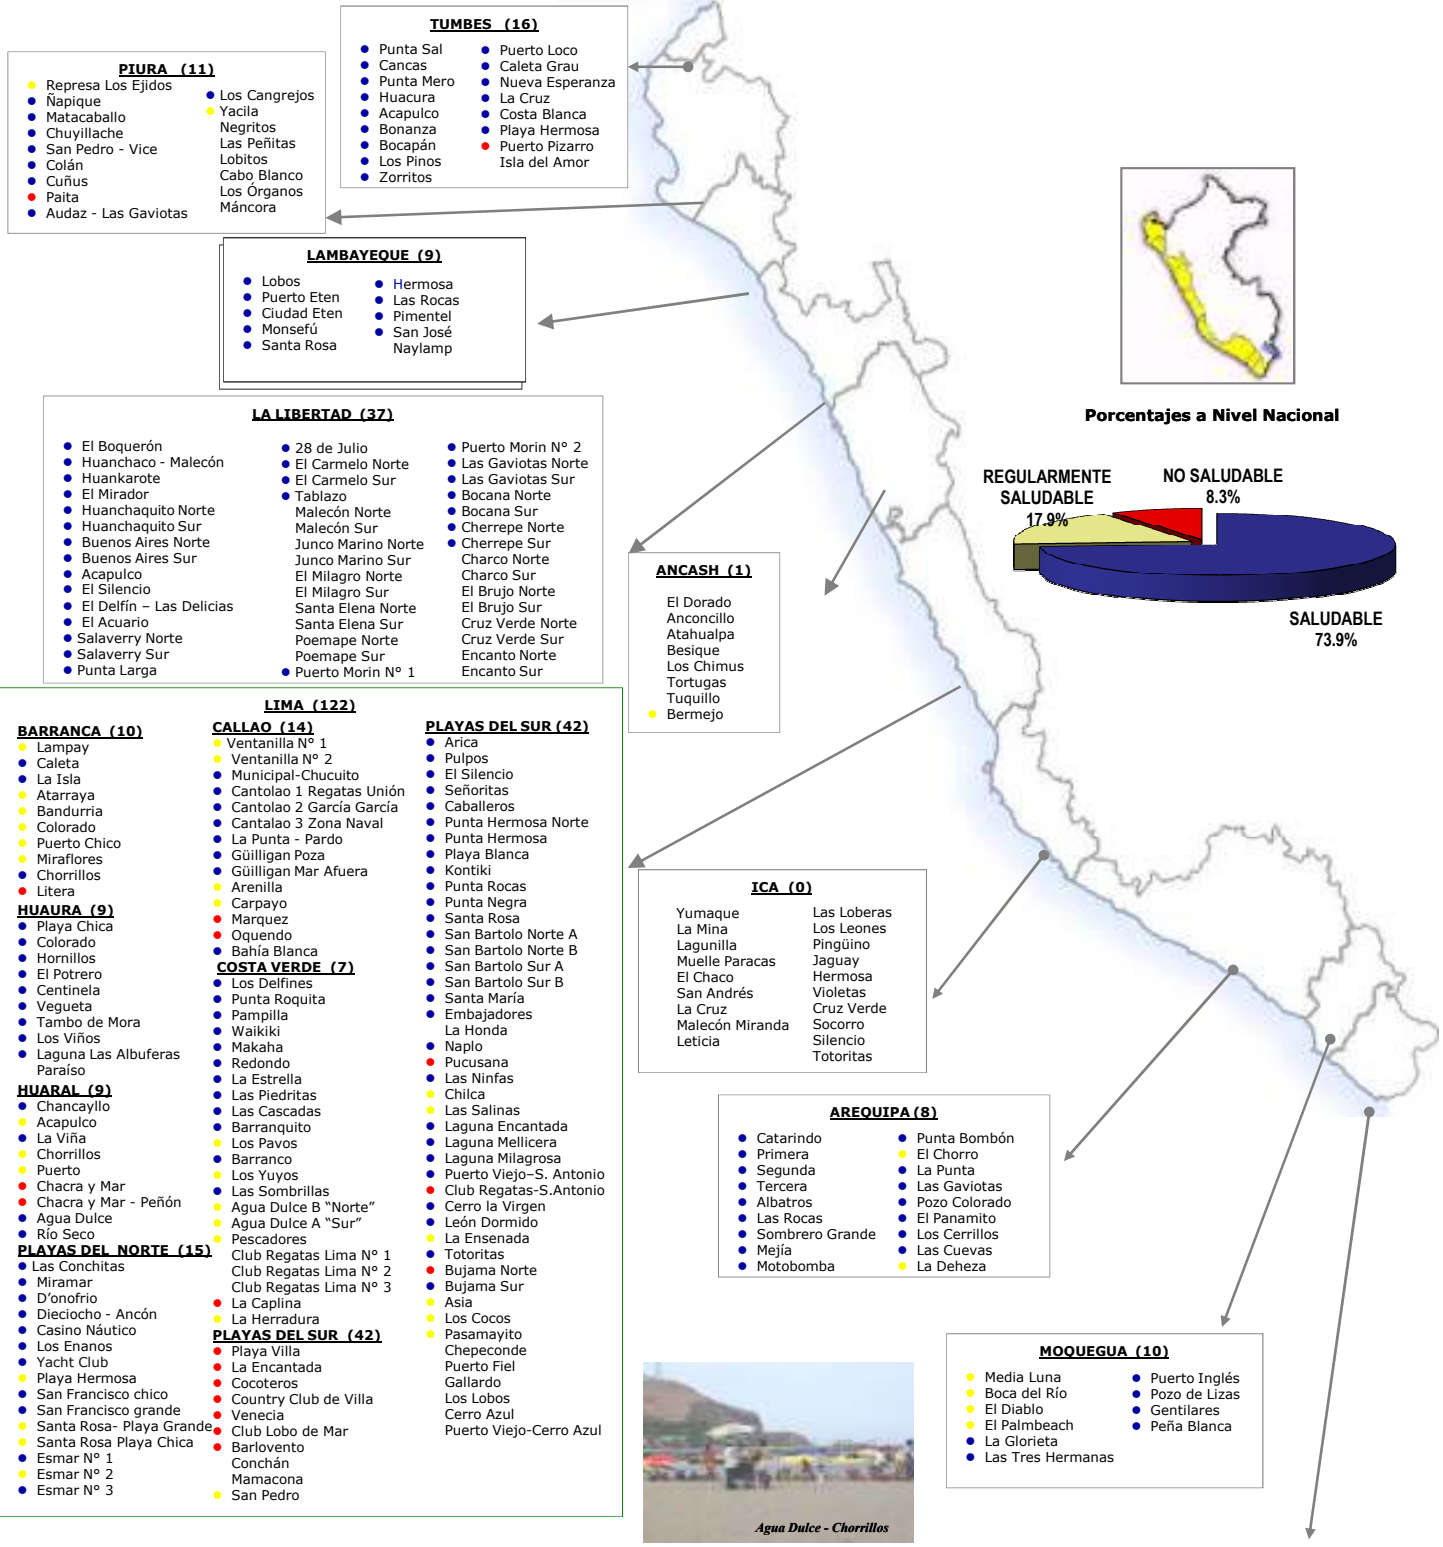 TUMBES (16)
Punta Sal
Cancas
Punta Mero
Huacura
Acapulco
Bonanza
Bocapán
Los Pinos
Zorritos
Puerto Loco
Caleta Grau
Nueva Esperanza
La Cruz
Costa Blanca
Playa Hermosa
Puerto Pizarro
Isla del Amor
PIURA (11)
Represa Los Ejidos
Ñapique
Matacaballo
Chuyillache
San Pedro - Vice
Colán
Cuñus
Paita
Audaz - Las Gaviotas
Los Cangrejos
Yacila
Negritos
Las Peñitas
Lobitos
Cabo Blanco
Los Órganos
Máncora
LAMBAYEQUE (9)
Lobos
Puerto Eten
Ciudad Eten
Monsefú
Santa Rosa
Hermosa
Las Rocas
Pimentel
San José
Naylamp
LA LIBERTAD (37)
El Boquerón
Huanchaco - Malecón
Huankarote
El Mirador
Huanchaquito Norte
Huanchaquito Sur
Buenos Aires Norte
Buenos Aires Sur
Acapulco
El Silencio
El Delfín – Las Delicias
El Acuario
Salaverry Norte
Salaverry Sur
Punta Larga
28 de Julio
El Carmelo Norte
El Carmelo Sur
Tablazo
Malecón Norte
Malecón Sur
Junco Marino Norte
Junco Marino Sur
El Milagro Norte
El Milagro Sur
Santa Elena Norte
Santa Elena Sur
Poemape Norte
Poemape Sur
Puerto Morin N° 1
Puerto Morin N° 2
Las Gaviotas Norte
Las Gaviotas Sur
Bocana Norte
Bocana Sur
Cherrepe Norte
Cherrepe Sur
Charco Norte
Charco Sur
El Brujo Norte
El Brujo Sur
Cruz Verde Norte
Cruz Verde Sur
Encanto Norte
Encanto Sur
Porcentajes a Nivel Nacional
REGULARMENTE
SALUDABLE
17.9%
NO SALUDABLE
8.3%
SALUDABLE
73.9%
ANCASH (1)
El Dorado
Anconcillo
Atahualpa
Besique
Los Chimus
Tortugas
Tuquillo
Bermejo
LIMA (122)
BARRANCA (10)
Lampay
Caleta
La Isla
Atarraya
Bandurria
Colorado
Puerto Chico
Miraflores
Chorrillos
Litera
HUAURA (9)
Playa Chica
Colorado
Hornillos
El Potrero
Centinela
Vegueta
Tambo de Mora
Los Viños
Laguna Las Albuferas
Paraíso
HUARAL (9)
Chancayllo
Acapulco
La Viña
Chorrillos
Puerto
Chacra y Mar
Chacra y Mar - Peñón
Agua Dulce
Río Seco
PLAYAS DEL NORTE (15)
Las Conchitas
Miramar
D'onofrio
Dieciocho - Ancón
Casino Náutico
Los Enanos
Yacht Club
Playa Hermosa
San Francisco chico
San Francisco grande
Santa Rosa- Playa Grande
Santa Rosa Playa Chica
Esmar N° 1
Esmar N° 2
Esmar N° 3
CALLAO (14)
Ventanilla N° 1
Ventanilla N° 2
Municipal-Chucuito
Cantolao 1 Regatas Unión
Cantolao 2 García García
Cantalao 3 Zona Naval
La Punta - Pardo
Güilligan Poza
Güilligan Mar Afuera
Arenilla
Carpayo
Marquez
Oquendo
Bahía Blanca
COSTA VERDE (7)
Los Delfines
Punta Roquita
Pampilla
Waikiki
Makaha
Redondo
La Estrella
Las Piedritas
Las Cascadas
Barranquito
Los Pavos
Barranco
Los Yuyos
Las Sombrillas
Agua Dulce B “Norte”
Agua Dulce A “Sur”
Pescadores
Club Regatas Lima N° 1
Club Regatas Lima N° 2
Club Regatas Lima N° 3
La Caplina
La Herradura
PLAYAS DEL SUR (42)
Playa Villa
La Encantada
Cocoteros
Country Club de Villa
Venecia
Club Lobo de Mar
Barlovento
Conchán
Mamacona
San Pedro
PLAYAS DEL SUR (42)
Arica
Pulpos
El Silencio
Señoritas
Caballeros
Punta Hermosa Norte
Punta Hermosa
Playa Blanca
Kontiki
Punta Rocas
Punta Negra
Santa Rosa
San Bartolo Norte A
San Bartolo Norte B
San Bartolo Sur A
San Bartolo Sur B
Santa María
Embajadores
La Honda
Naplo
Pucusana
Las Ninfas
Chilca
Las Salinas
Laguna Encantada
Laguna Mellicera
Laguna Milagrosa
Puerto Viejo–S. Antonio
Club Regatas-S.Antonio
Cerro la Virgen
León Dormido
La Ensenada
Totoritas
Bujama Norte
Bujama Sur
Asia
Los Cocos
Pasamayito
Chepeconde
Puerto Fiel
Gallardo
Los Lobos
Cerro Azul
Puerto Viejo-Cerro Azul
ICA (0)
Yumaque
La Mina
Lagunilla
Muelle Paracas
El Chaco
San Andrés
La Cruz
Malecón Miranda
Leticia
Las Loberas
Los Leones
Pingüino
Jaguay
Hermosa
Violetas
Cruz Verde
Socorro
Silencio
Totoritas
AREQUIPA (8)
Catarindo
Primera
Segunda
Tercera
Albatros
Las Rocas
Sombrero Grande
Mejía
Motobomba
Punta Bombón
El Chorro
La Punta
Las Gaviotas
Pozo Colorado
El Panamito
Los Cerrillos
Las Cuevas
La Deheza
MOQUEGUA (10)
Media Luna
Boca del Río
El Diablo
El Palmbeach
La Glorieta
Las Tres Hermanas
Puerto Inglés
Pozo de Lizas
Gentilares
Peña Blanca
Agua Dulce - Chorrillos